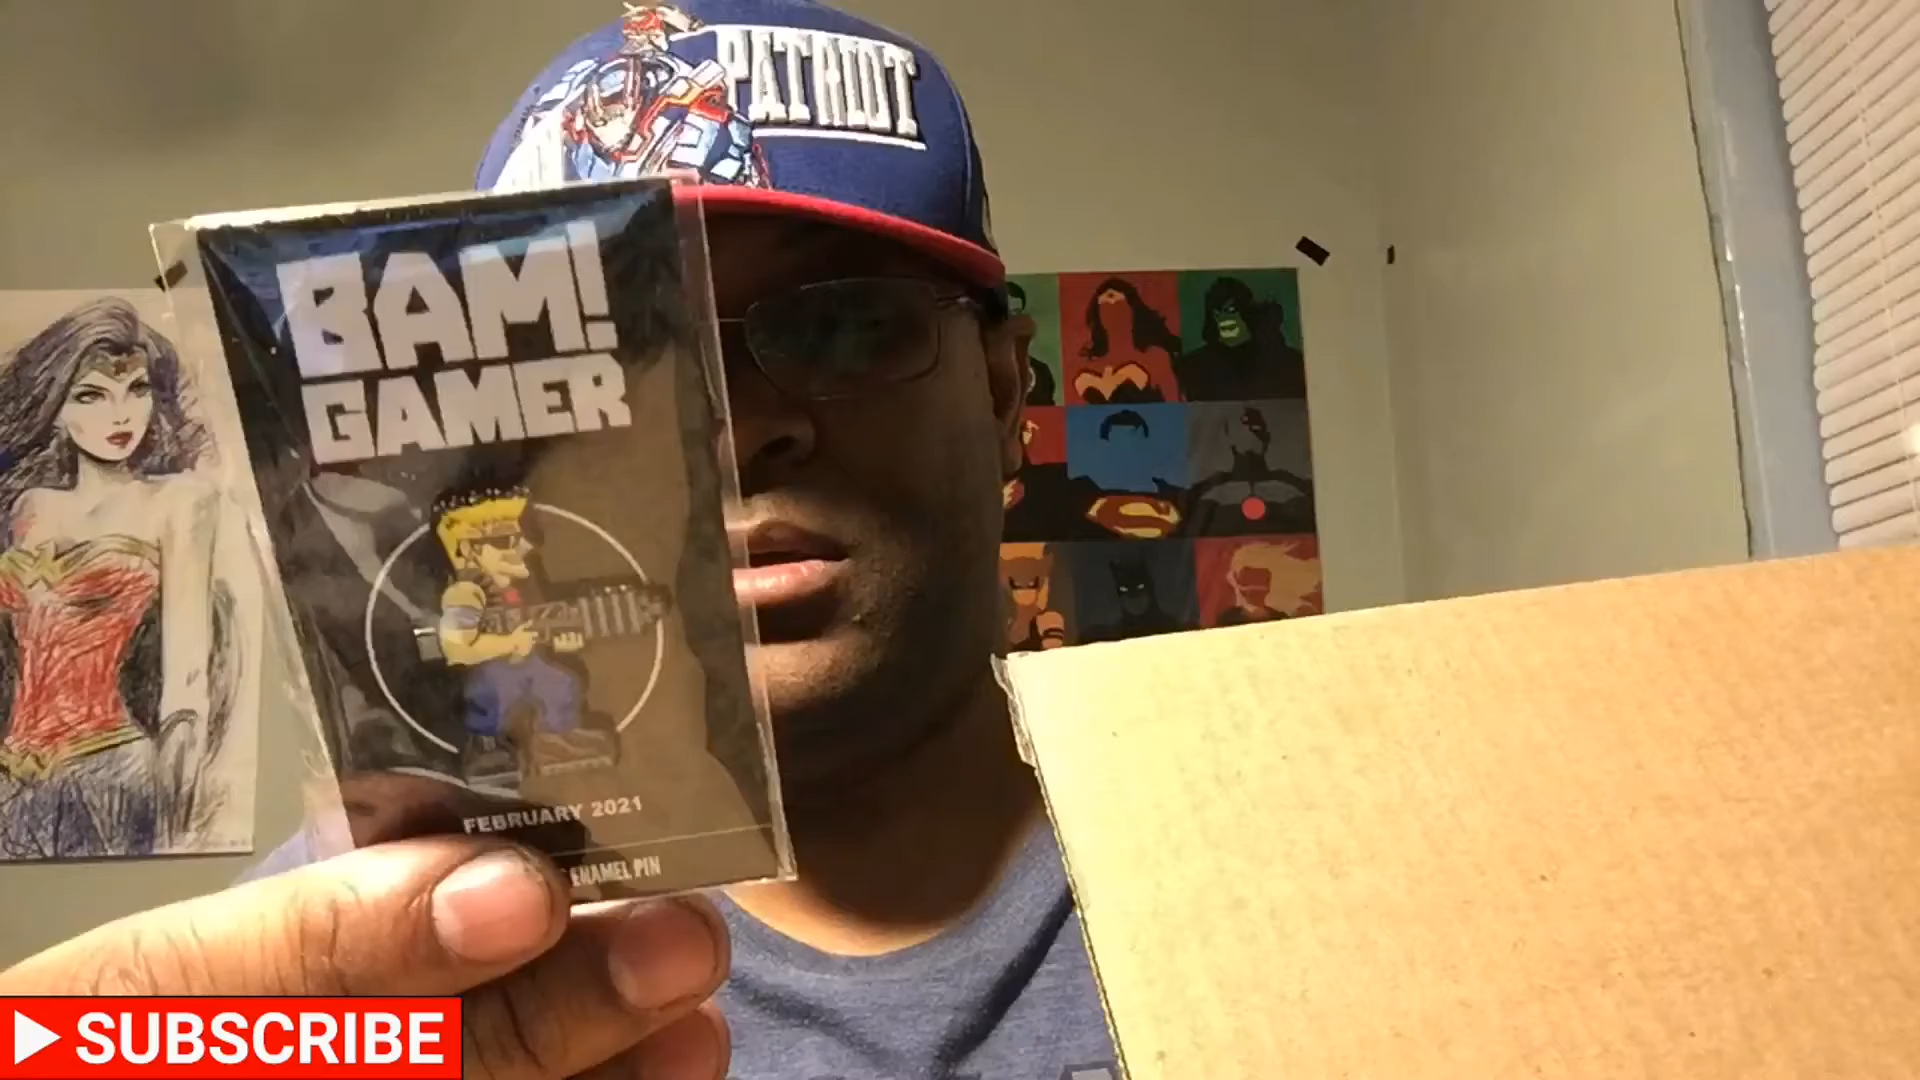 PATRIOT
BAM!
GAMER
FEBRUARY 2021
ENAMEL PIN
SUBSCRIBE